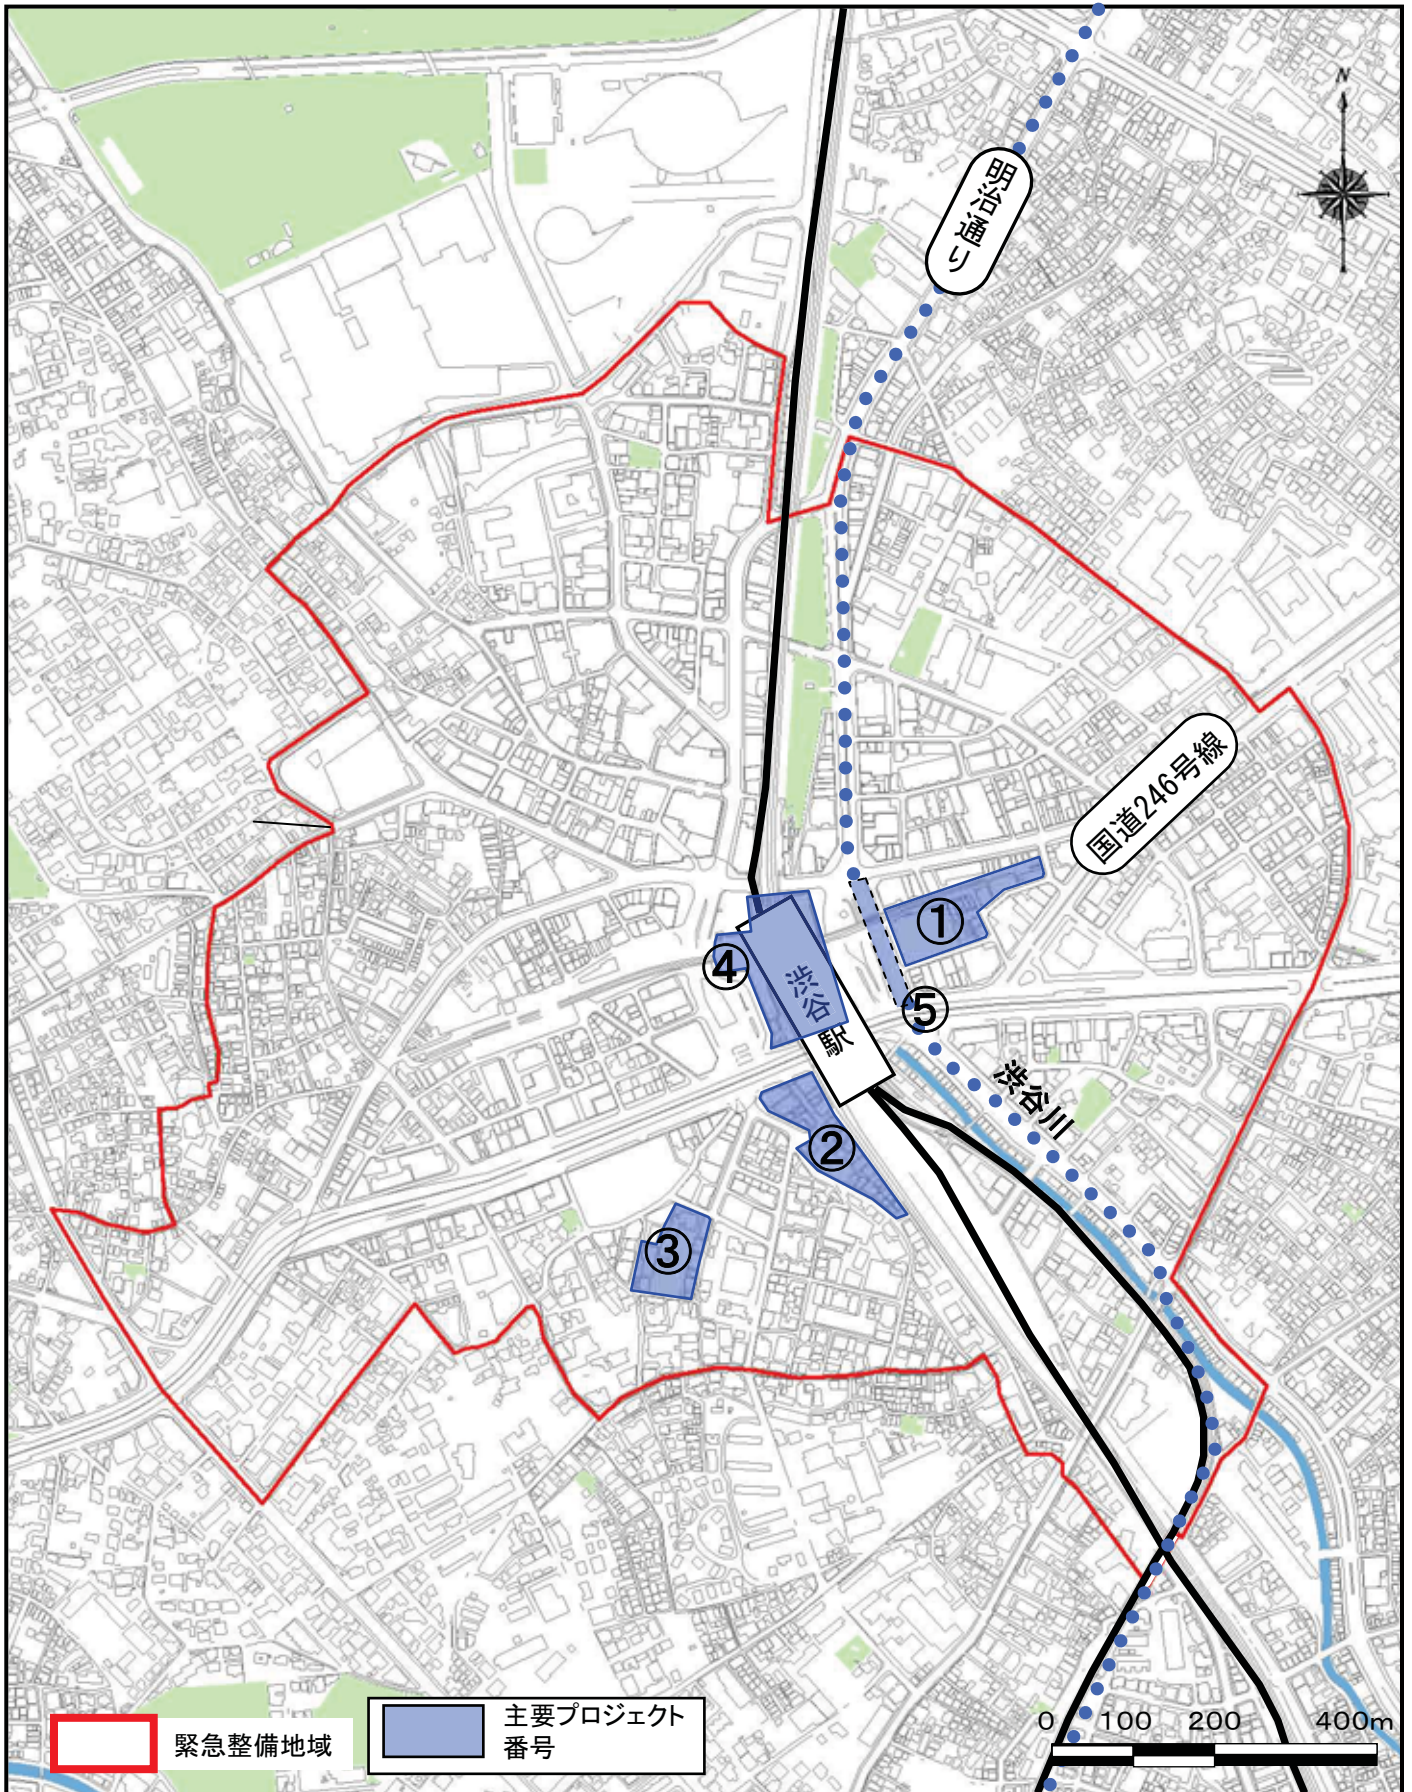 N
明治通り
国道246号線
①
④
渋谷
駅
⑤
渋谷川
②
③
緊急整備地域
主要プロジェクト
番号
0 100 200 400m